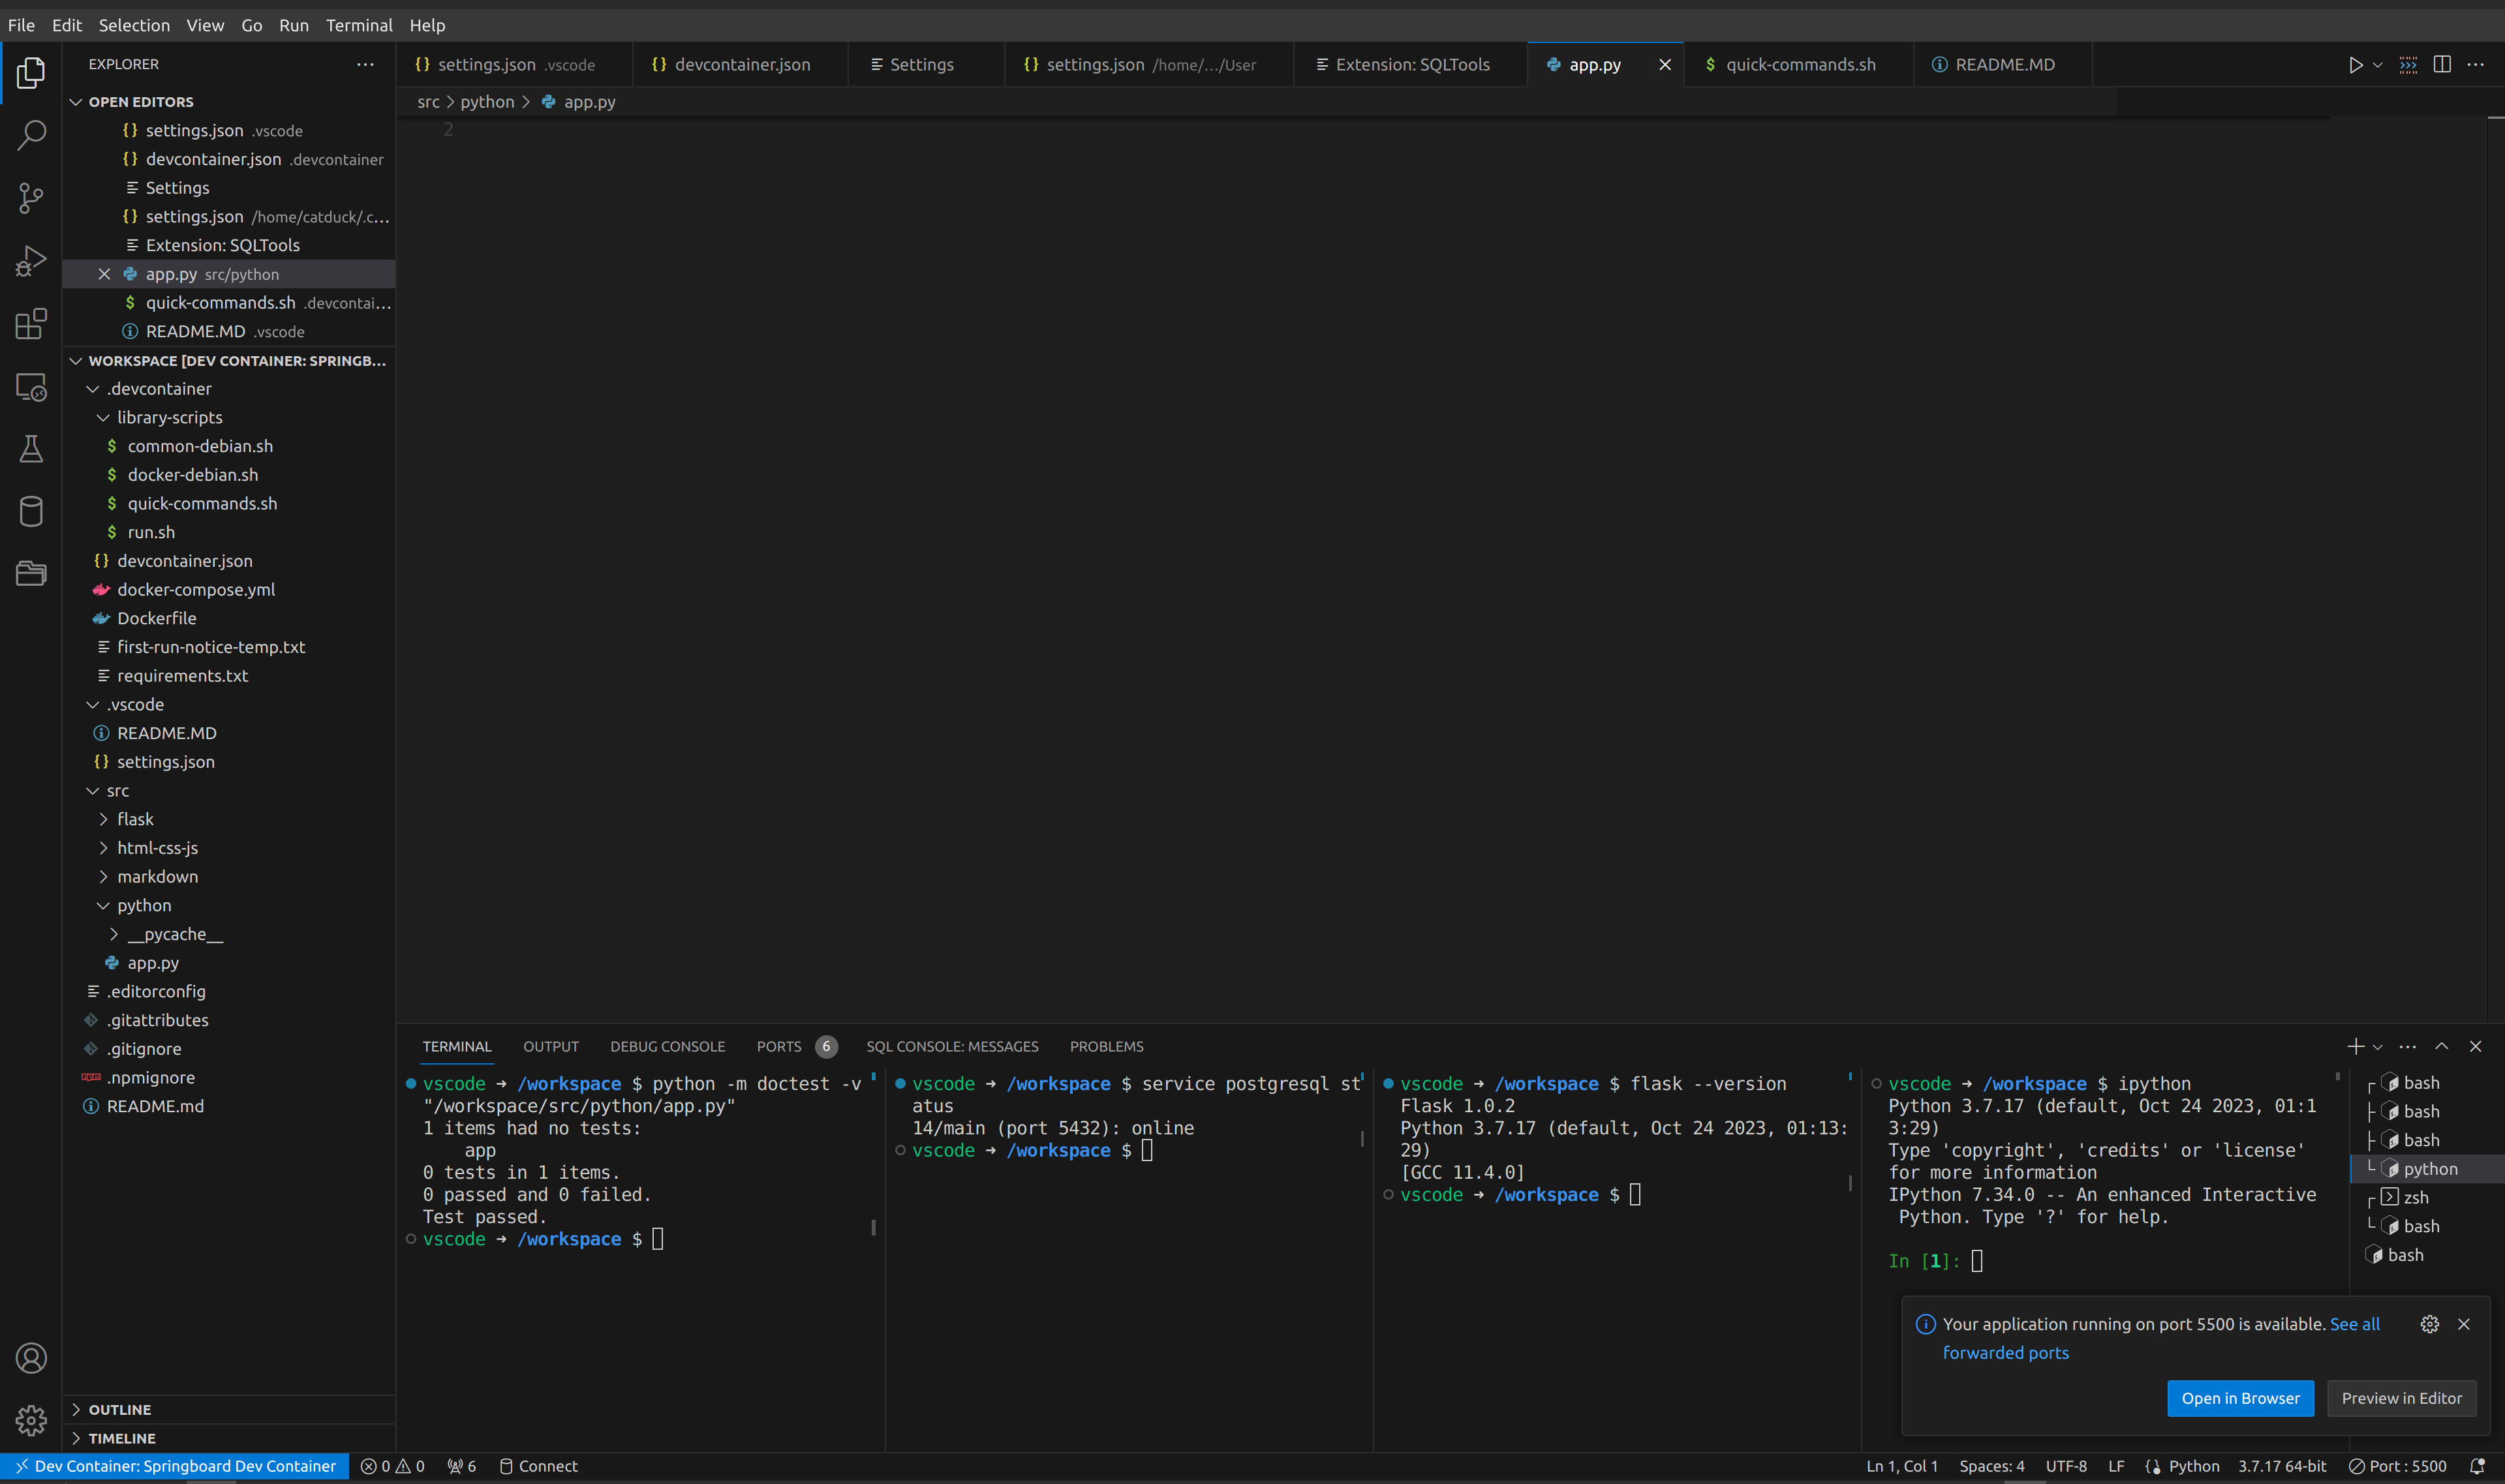 File Edit Selection View Go Run Terminal Help
EXPLORER
OPEN EDITORS
settings.json .vscode
devcontainer.json .devcontainer
Settings
settings.json /home/catduck/.c...
Extension: SQLTools
app.py src/python
quick-commands.sh .devcontai...
README.MD .vscode
WORKSPACE [DEV CONTAINER: SPRINGB...
.devcontainer
library-scripts
common-debian.sh
docker-debian.sh
quick-commands.sh
run.sh
devcontainer.json
docker-compose.yml
Dockerfile
first-run-notice-temp.txt
requirements.txt
.vscode
README.MD
settings.json
src
flask
html-css-js
markdown
python
__pycache__
app.py
.editorconfig
.gitattributes
.gitignore
.npmignore
README.md
OUTLINE
TIMELINE
settings.json .vscode devcontainer.json Settings settings.json /home/.../User Extension: SQLTools app.py quick-commands.sh README.MD
src > python > app.py
2
TERMINAL OUTPUT DEBUG CONSOLE PORTS 6 SQL CONSOLE: MESSAGES PROBLEMS
vscode ➜ /workspace $ python -m doctest -v
"/workspace/src/python/app.py"
1 items had no tests:
app
0 tests in 1 items.
0 passed and 0 failed.
Test passed.
vscode ➜ /workspace $
vscode ➜ /workspace $ service postgresql st
atus
14/main (port 5432): online
vscode ➜ /workspace $
vscode ➜ /workspace $ flask --version
Flask 1.0.2
Python 3.7.17 (default, Oct 24 2023, 01:13:
29)
[GCC 11.4.0]
vscode ➜ /workspace $
vscode ➜ /workspace $ ipython
Python 3.7.17 (default, Oct 24 2023, 01:1
3:29)
Type 'copyright', 'credits' or 'license'
for more information
IPython 7.34.0 -- An enhanced Interactive
Python. Type '?' for help.
In [1]:
bash
bash
bash
python
zsh
bash
bash
Your application running on port 5500 is available. See all
forwarded ports
Open in Browser Preview in Editor
Dev Container: Springboard Dev Container 0 0 6 Connect Ln 1, Col 1 Spaces: 4 UTF-8 LF Python 3.7.17 64-bit Port : 5500